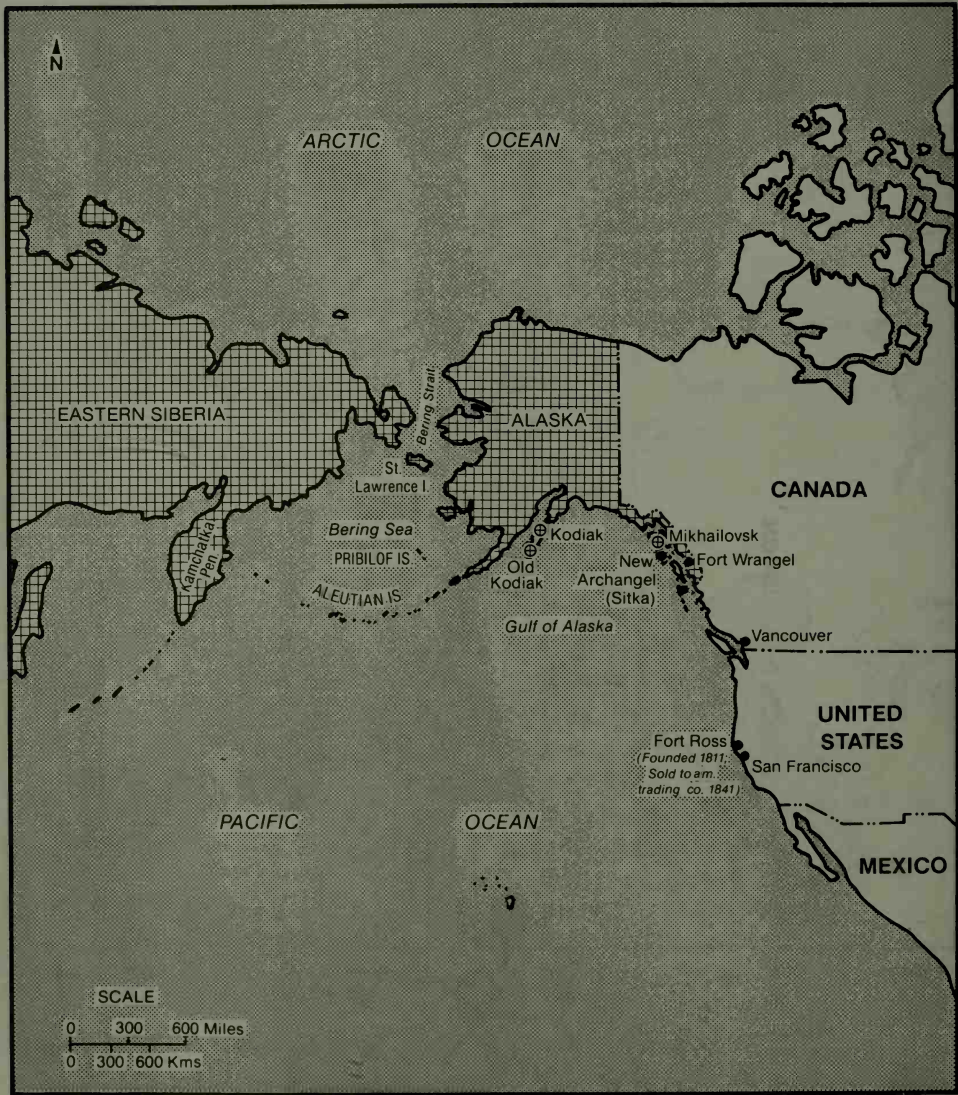 N
ARCTIC OCEAN
EASTERN SIBERIA
Bering Strait
ALASKA
St.
Lawrence I.
CANADA
Bering Sea
PRIBILOF IS
Kamchatka
Pen
ALEUTIAN IS
Kodiak
Old
Kodiak
Mikhailovsk
Fort Wrangel
New
Archangel
(Sitka)
Gulf of Alaska
Vancouver
UNITED
STATES
Fort Ross
(Founded 1811;
Sold to am.
trading co. 1841)
San Francisco
PACIFIC OCEAN
MEXICO
SCALE
0 300 600 Miles
0 300 600 Kms